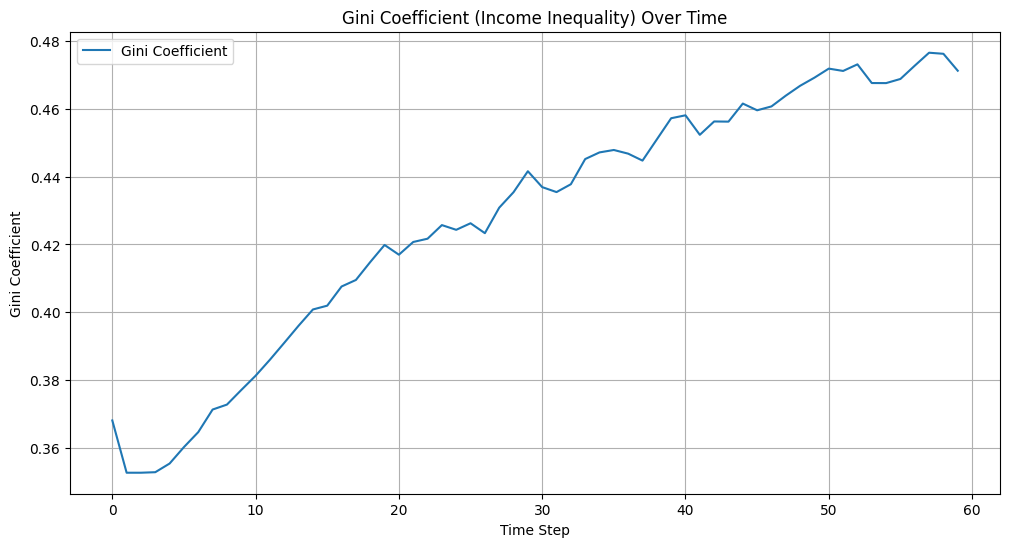 Gini Coefficient (Income Inequality) Over Time
Gini Coefficient
0.48
0.46
0.44
0.42
0.40
0.38
0.36
Gini Coefficient
0 10 20 30 40 50 60
Time Step